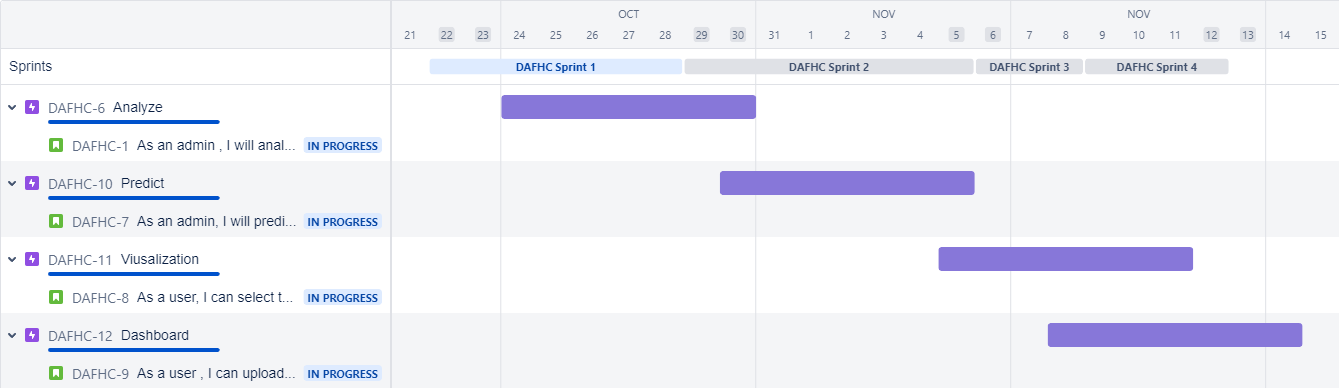 OCT NOV NOV
21 22 23 24 25 26 27 28 29 30 31 1 2 3 4 5 6 7 8 9 10 11 12 13 14 15
Sprints DAFHC Sprint 1 DAFHC Sprint 2 DAFHC Sprint 3 DAFHC Sprint 4
DAFHC-6 Analyze
DAFHC-1 As an admin , I will anal... IN PROGRESS
DAFHC-10 Predict
DAFHC-7 As an admin, I will predi... IN PROGRESS
DAFHC-11 Viusalization
DAFHC-8 As a user, I can select t... IN PROGRESS
DAFHC-12 Dashboard
DAFHC-9 As a user , I can upload... IN PROGRESS